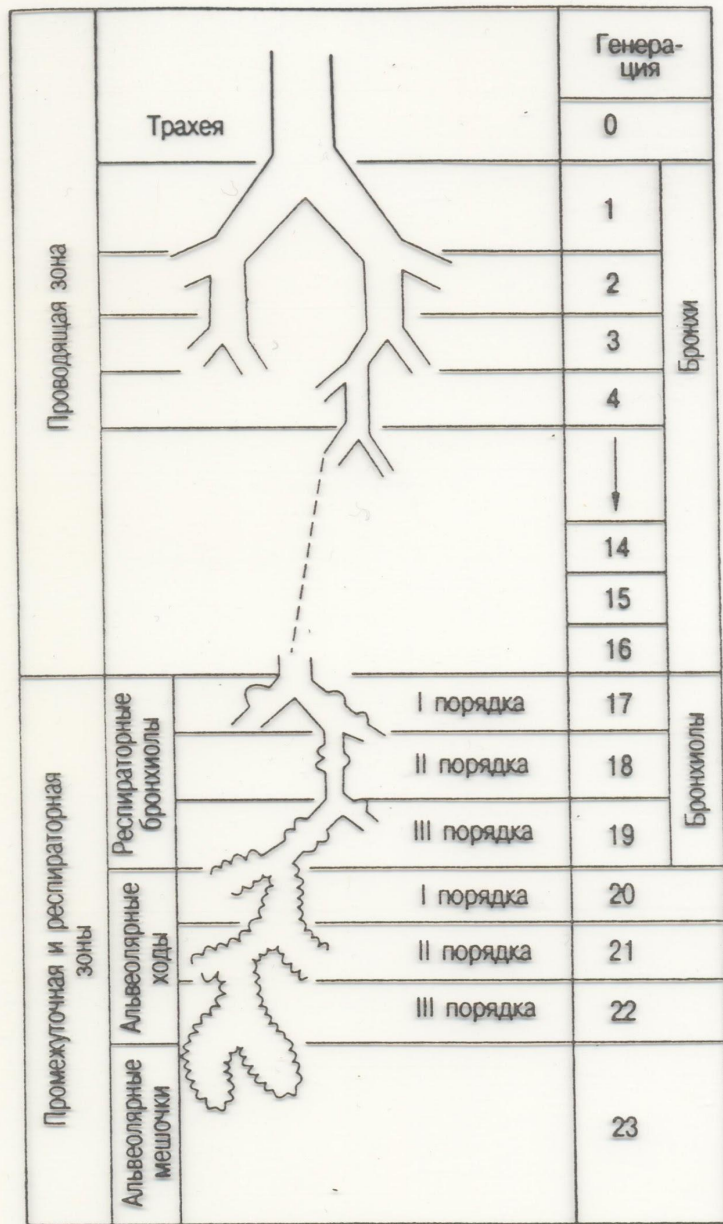 Генера-
ция
Трахея
0
1
2
3
4
14
15
16
Бронхи
Проводящая зона
I порядка
17
II порядка
18
III порядка
19
Бронхиолы
Респираторные
бронхиолы
I порядка
20
II порядка
21
III порядка
22
Альвеолярные
ходы
23
Альвеолярные
мешочки
Промежуточная и респираторная
зоны